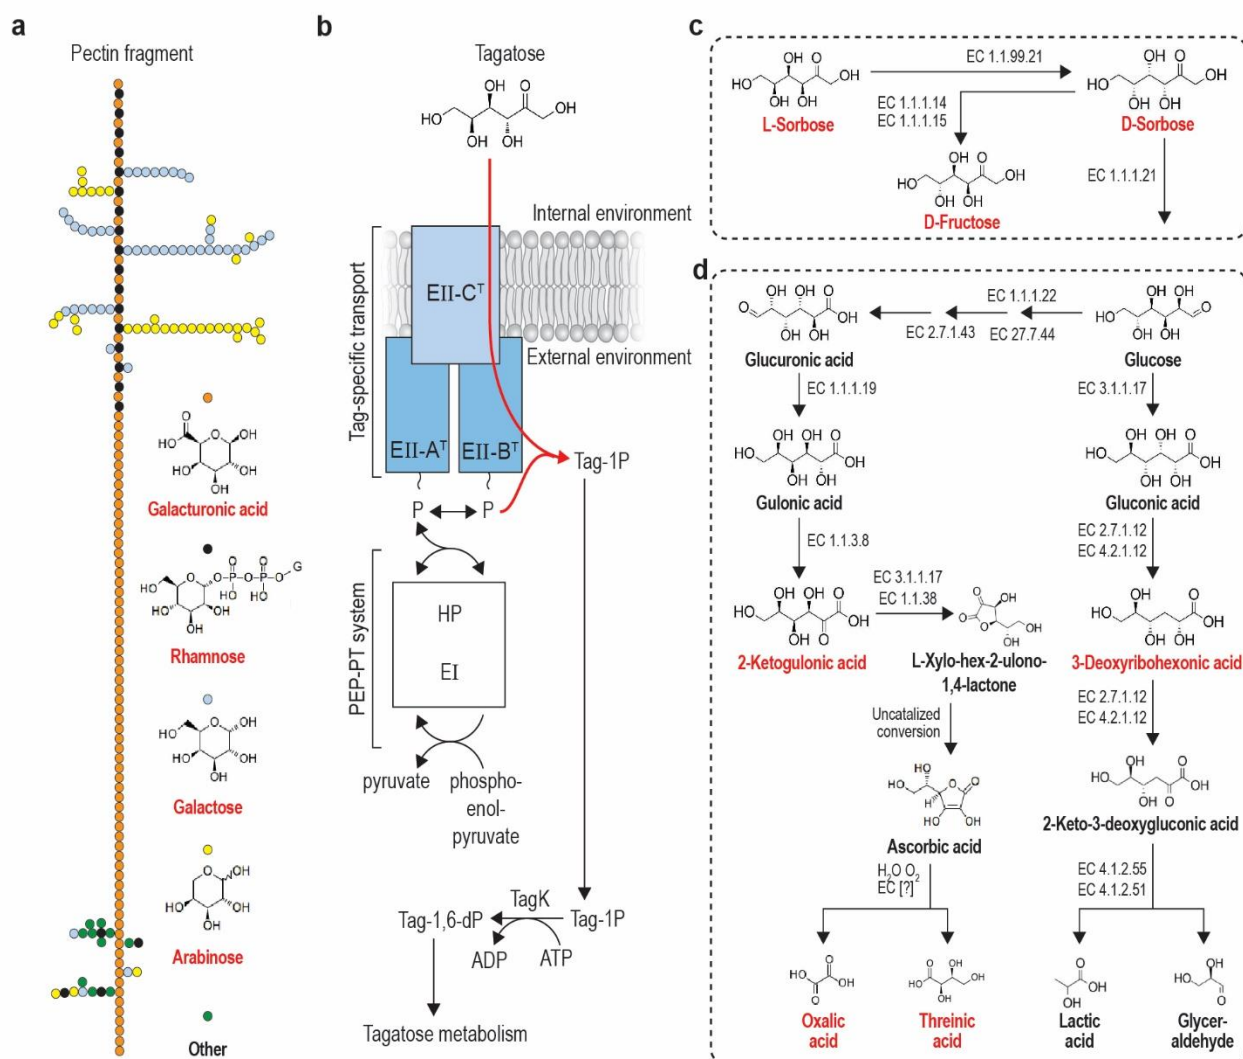 a
Pectin fragment
Galacturonic acid
Rhamnose
Galactose
Arabinose
Other
b
Tagatose
Internal environment
External environment
Tag-specific transport
EII-Cᵀ
EII-Aᵀ
EII-Bᵀ
Tag-1P
P
P
PEP-PT system
HP
EI
pyruvate
phospho-
enol-
pyruvate
TagK
Tag-1,6-dP
Tag-1P
ADP
ATP
Tagatose metabolism
c
EC 1.1.99.21
L-Sorbose
EC 1.1.1.14
EC 1.1.1.15
D-Sorbose
D-Fructose
EC 1.1.1.21
d
EC 1.1.1.22
EC 2.7.1.43
EC 27.7.44
Glucuronic acid
Glucose
EC 1.1.1.19
EC 3.1.1.17
Gulonic acid
Gluconic acid
EC 1.1.3.8
EC 2.7.1.12
EC 4.2.1.12
EC 3.1.1.17
EC 1.1.38
2-Ketogulonic acid
L-Xylo-hex-2-ulono-
1,4-lactone
3-Deoxyribohexonic acid
Uncatalized
conversion
EC 2.7.1.12
EC 4.2.1.12
Ascorbic acid
2-Keto-3-deoxygluconic acid
H₂O O₂
EC [?]
EC 4.1.2.55
EC 4.1.2.51
Oxalic
acid
Threinic
acid
Lactic
acid
Glycer-
aldehyde